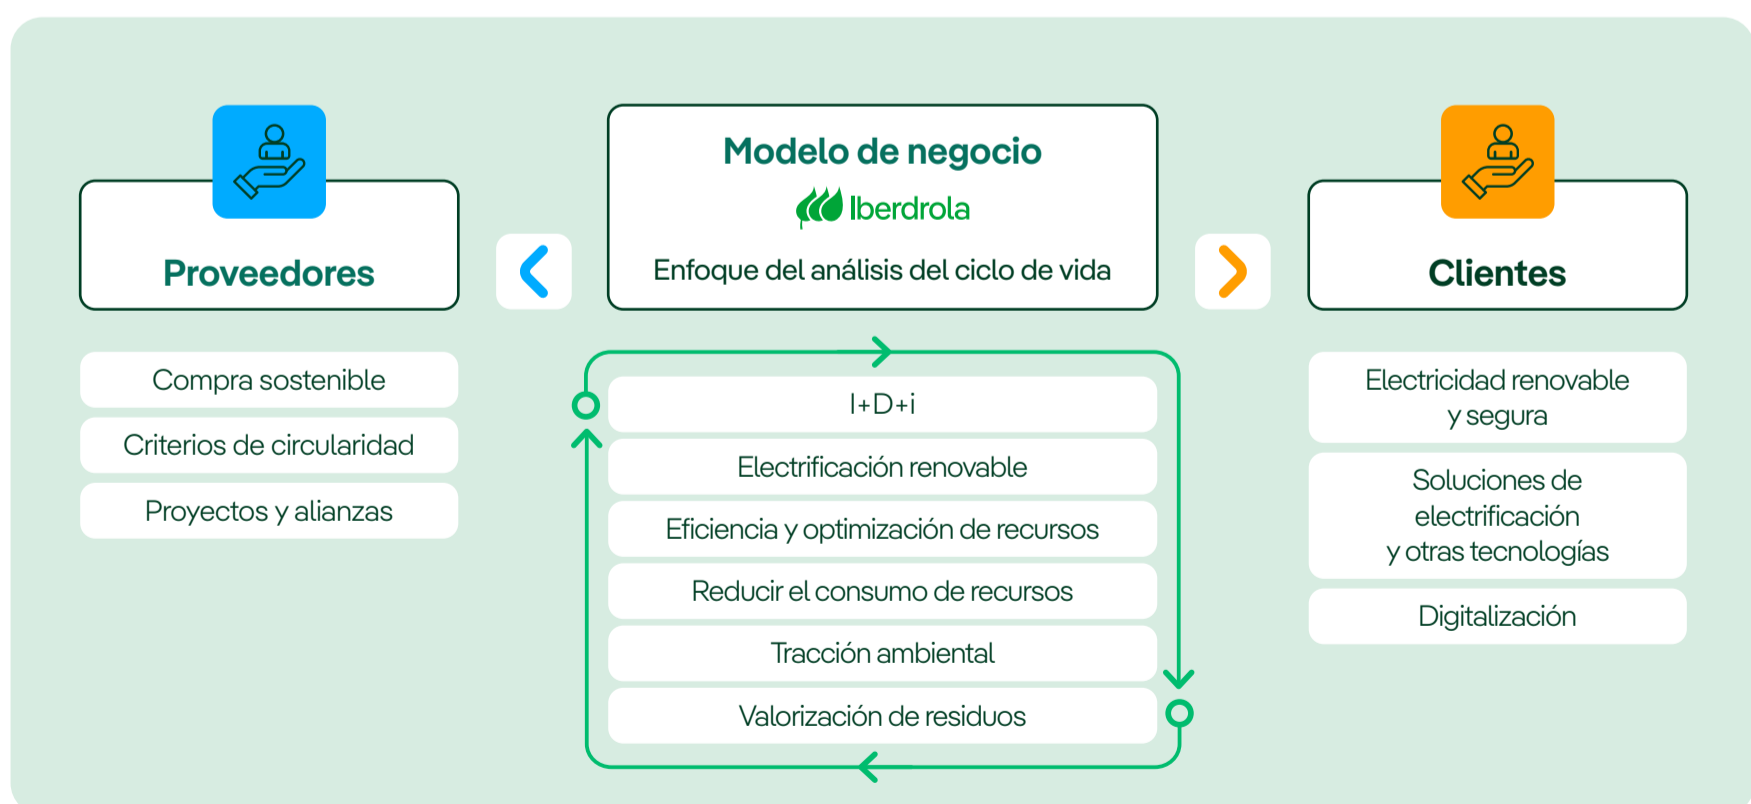 Proveedores
Compra sostenible
Criterios de circularidad
Proyectos y alianzas
Modelo de negocio
Iberdrola
Enfoque del análisis del ciclo de vida
I+D+i
Electrificación renovable
Eficiencia y optimización de recursos
Reducir el consumo de recursos
Tracción ambiental
Valorización de residuos
Clientes
Electricidad renovable
y segura
Soluciones de
electrificación
y otras tecnologías
Digitalización